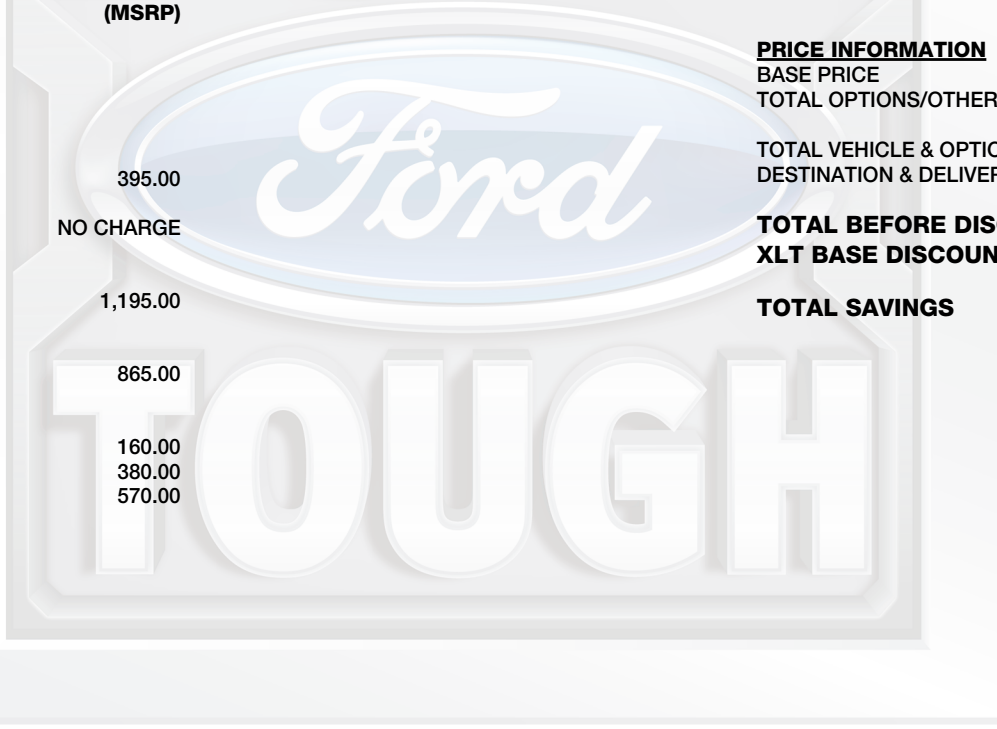 (MSRP)
395.00
NO CHARGE
1,195.00
865.00
160.00
380.00
570.00
PRICE INFORMATION
BASE PRICE
TOTAL OPTIONS/OTHER
TOTAL VEHICLE & OPTIO
DESTINATION & DELIVER
TOTAL BEFORE DIS
XLT BASE DISCOUN
TOTAL SAVINGS
Ford
TOUGH